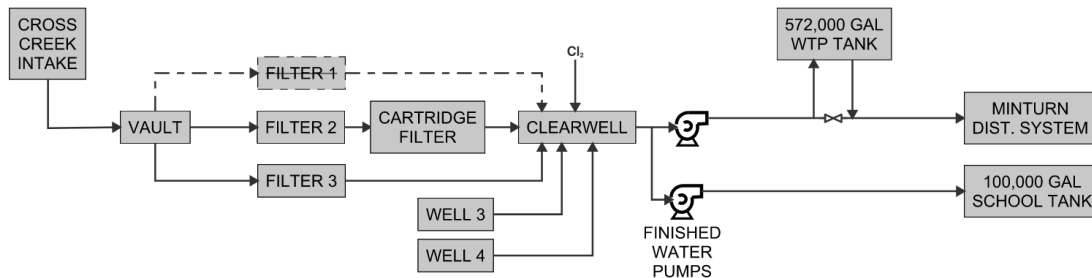 CROSS
CREEK
INTAKE
572,000 GAL
WTP TANK
FILTER 1
Cl₂
VAULT
FILTER 2
CARTRIDGE
FILTER
CLEARWELL
MINTURN
DIST. SYSTEM
FILTER 3
100,000 GAL
SCHOOL TANK
WELL 3
WELL 4
FINISHED
WATER
PUMPS